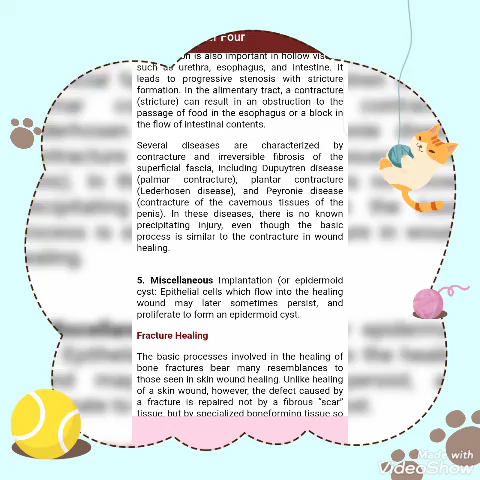 Four
is also important in hollow
such as urethra, esophagus, and intestine. It
leads to progressive stenosis with stricture
formation. In the alimentary tract, a contracture
(stricture) can result in an obstruction to the
passage of food in the esophagus or a block in
the flow of intestinal contents.
Several diseases are characterized by
contracture and irreversible fibrosis of the
superficial fascia, including Dupuytren disease
(palmar contracture), plantar contracture
(Lederhosen disease), and Peyronie disease
(contracture of the cavernous tissues of the
penis). In these diseases, there is no known
precipitating injury, even though the basic
process is similar to the contracture in wound
healing.
5. Miscellaneous Implantation (or epidermoid
cyst: Epithelial cells which flow into the healing
wound may later sometimes persist, and
proliferate to form an epidermoid cyst.
Fracture Healing
The basic processes involved in the healing of
bone fractures bear many resemblances to
those seen in skin wound healing. Unlike healing
of a skin wound, however, the defect caused by
a fracture is repaired not by a fibrous "scar"
tissue, but by specialized boneforming tissue so
Made with
VideoShow